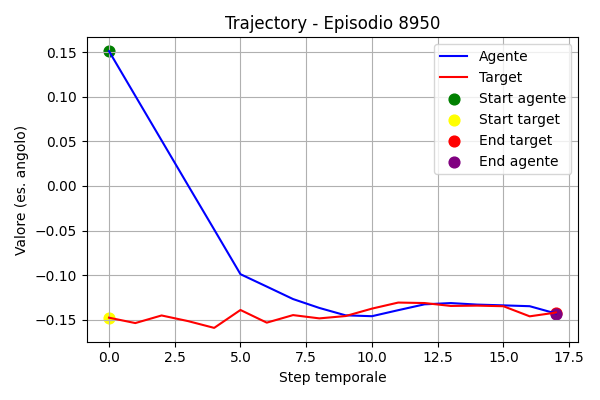 Trajectory - Episodio 8950
Valore (es. angolo)
0.15
0.10
0.05
0.00
−0.05
−0.10
−0.15
Agente
Target
Start agente
Start target
End target
End agente
0.0 2.5 5.0 7.5 10.0 12.5 15.0 17.5
Step temporale